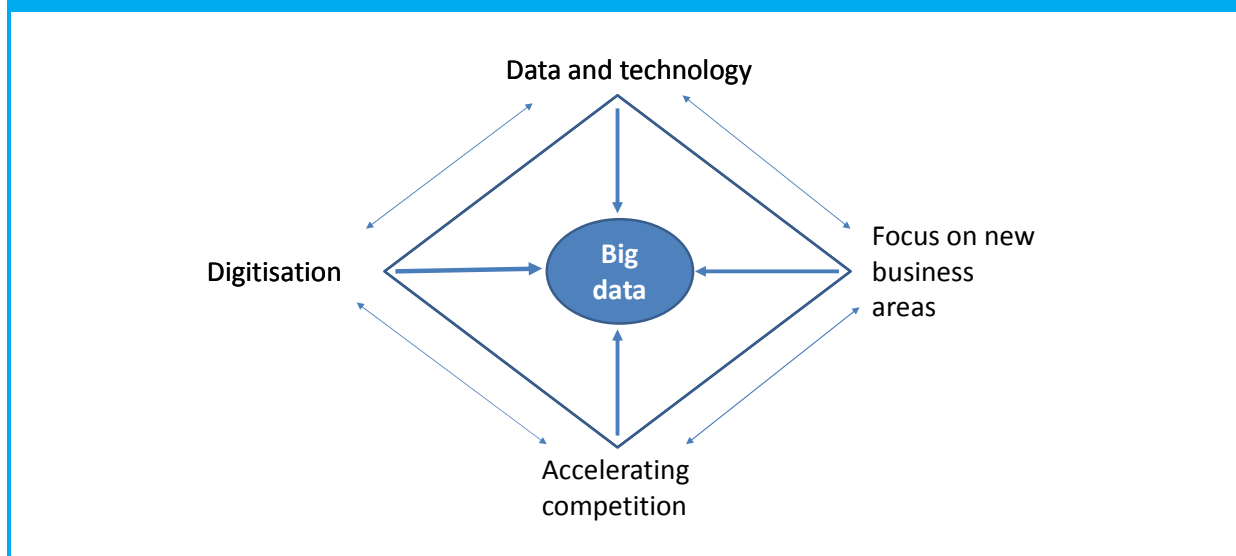 Data and technology
Digitisation
Big
data
Focus on new
business
areas
Accelerating
competition